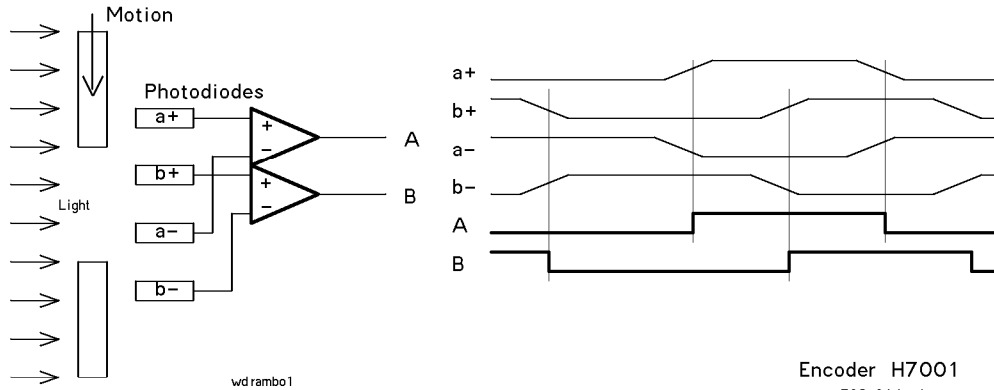 Motion
Photodiodes
a+
b+
a-
b-
+
-
+
-
A
B
Light
wdrambo1
a+
b+
a-
b-
A
B
Encoder H7001